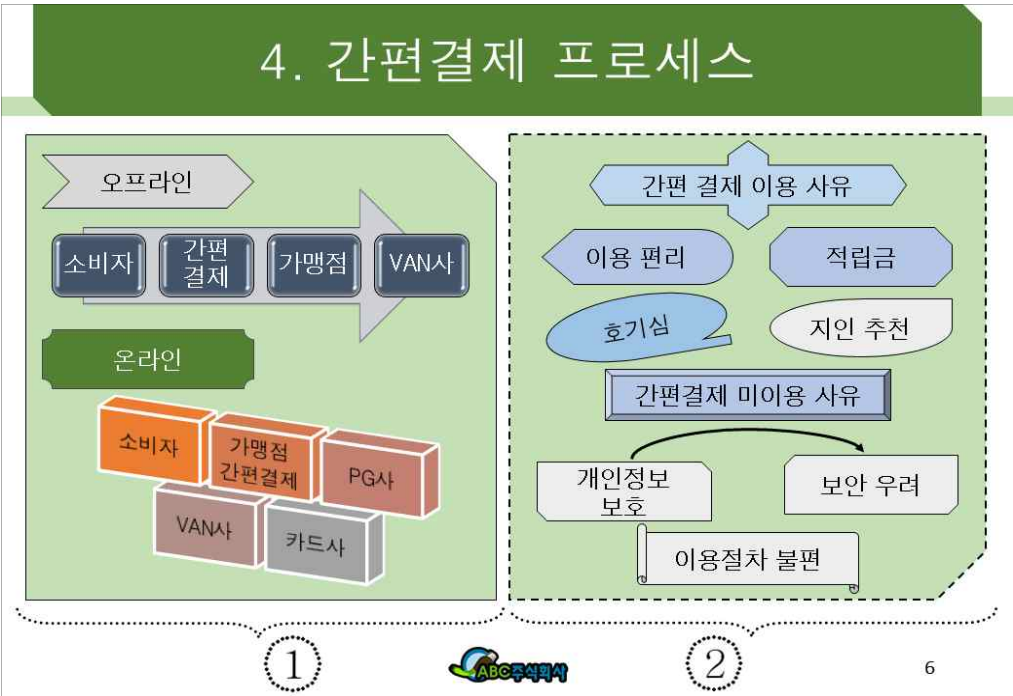 4. 간편결제 프로세스
오프라인
소비자
간편
결제
가맹점
VAN사
온라인
소비자
가맹점
간편결제
PG사
VAN사
카드사
간편 결제 이용 사유
이용 편리
적립금
호기심
지인 추천
간편결제 미이용 사유
개인정보
보호
보안 우려
이용절차 불편
1
2
ABC주식회사
6